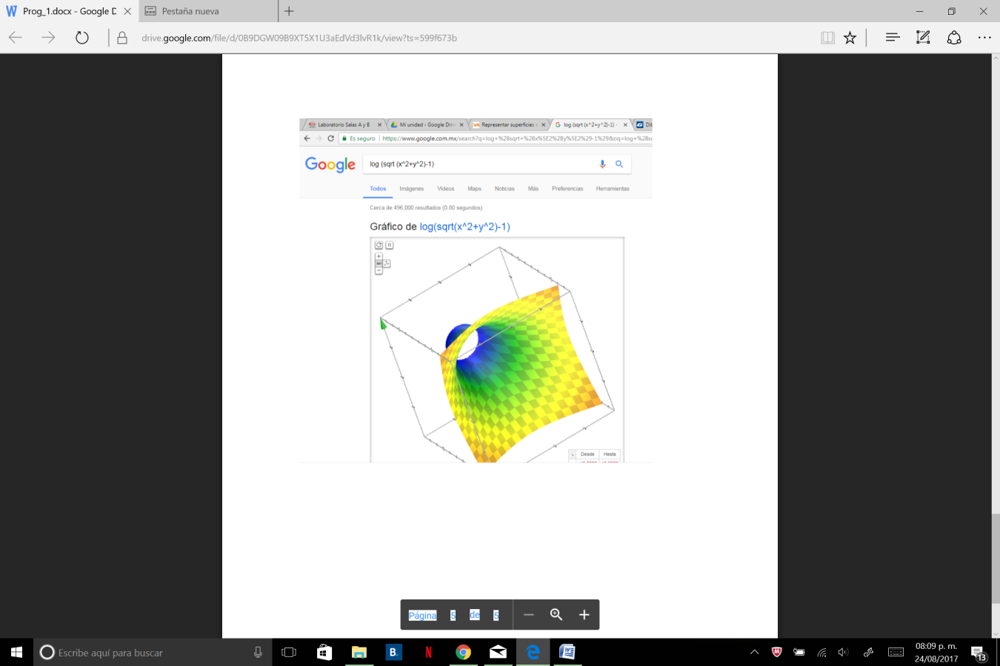 Prog_1.docx - Google D
Pestaña nueva
drive.google.com/file/d/0B9DGW09B9XT5X1U3aEdVd3lvR1k/view?ts=599f673b
Laboratorio Salas A y B
Mi unidad - Google Driv
Representar superficies
log (sqrt (x^2+y^2)-1) -
Es seguro
https://www.google.com.mx/search?q=log+%28sqrt+%28x%5E2%2By%5E2%29-1%29&oq=log+%28s
Google
log (sqrt (x^2+y^2)-1)
Todos Imágenes Videos Maps Noticias Más Preferencias Herramientas
Cerca de 496,000 resultados (0.80 segundos)
Gráfico de log(sqrt(x^2+y^2)-1)
Desde Hasta
Página 5 de 5
Escribe aquí para buscar
B.
N
08:09 p. m.
24/08/2017
13